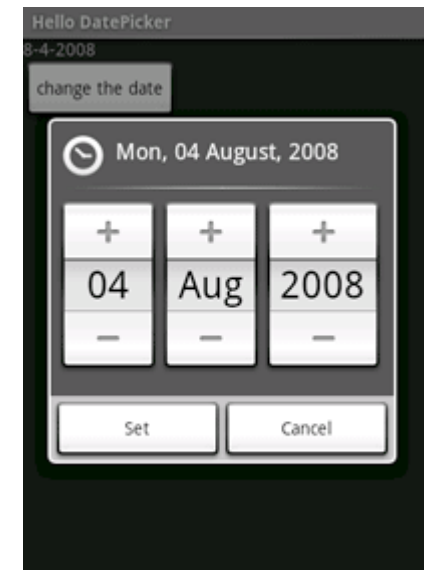 Hello DatePicker
8-4-2008
change the date
Mon, 04 August, 2008
+ + +
04 Aug 2008
− − −
Set Cancel